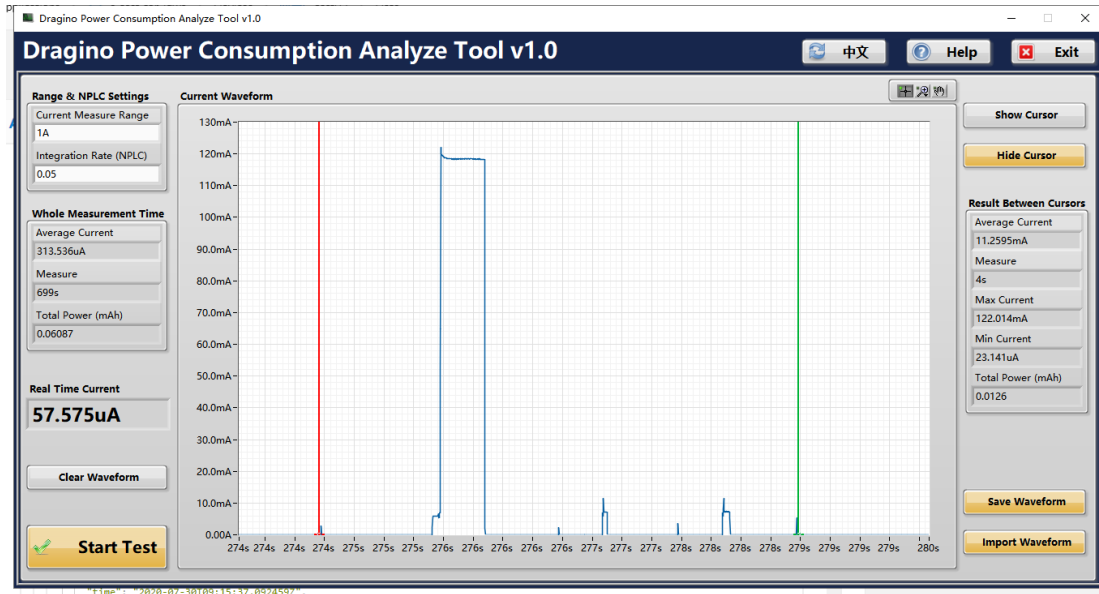 Dragino Power Consumption Analyze Tool v1.0
Dragino Power Consumption Analyze Tool v1.0
中文
Help
Exit
Range & NPLC Settings
Current Measure Range
1A
Integration Rate (NPLC)
0.05
Whole Measurement Time
Average Current
313.536uA
Measure
699s
Total Power (mAh)
0.06087
Real Time Current
57.575uA
Clear Waveform
Start Test
Current Waveform
130mA
120mA
110mA
100mA
90.0mA
80.0mA
70.0mA
60.0mA
50.0mA
40.0mA
30.0mA
20.0mA
10.0mA
0.00A
274s 274s 274s 274s 275s 275s 275s 276s 276s 276s 276s 276s 277s 277s 277s 278s 278s 278s 278s 279s 279s 279s 279s 280s
Show Cursor
Hide Cursor
Result Between Cursors
Average Current
11.2595mA
Measure
4s
Max Current
122.014mA
Min Current
23.141uA
Total Power (mAh)
0.0126
Save Waveform
Import Waveform
"time": "2020-07-30T09:15:37.092459Z",